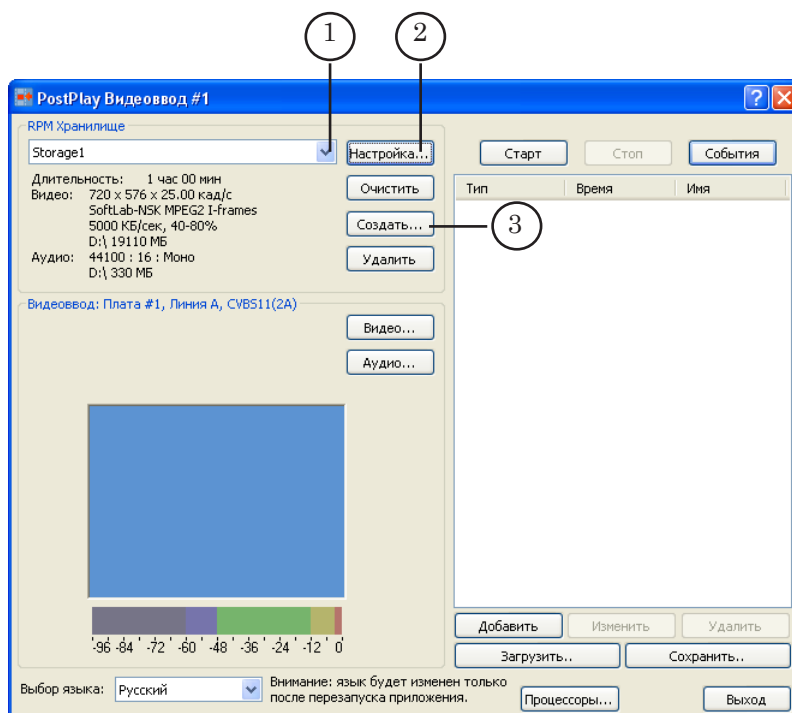 1
2
PostPlay Видеоввод #1
RPM Хранилище
Storage1
Настройка...
Длительность: 1 час 00 мин
Видео: 720 x 576 x 25.00 кад/с
SoftLab-NSK MPEG2 I-frames
5000 КБ/сек, 40-80%
D:\ 19110 МБ
Аудио: 44100 : 16 : Моно
D:\ 330 МБ
Очистить
Создать...
3
Удалить
Видеоввод: Плата #1, Линия A, CVBS11(2A)
Видео...
Аудио...
-96 -84 -72 -60 -48 -36 -24 -12 0
Старт
Стоп
События
Тип Время Имя
Добавить
Изменить
Удалить
Загрузить..
Сохранить..
Выбор языка:
Русский
Внимание: язык будет изменен только
после перезапуска приложения.
Процессоры...
Выход